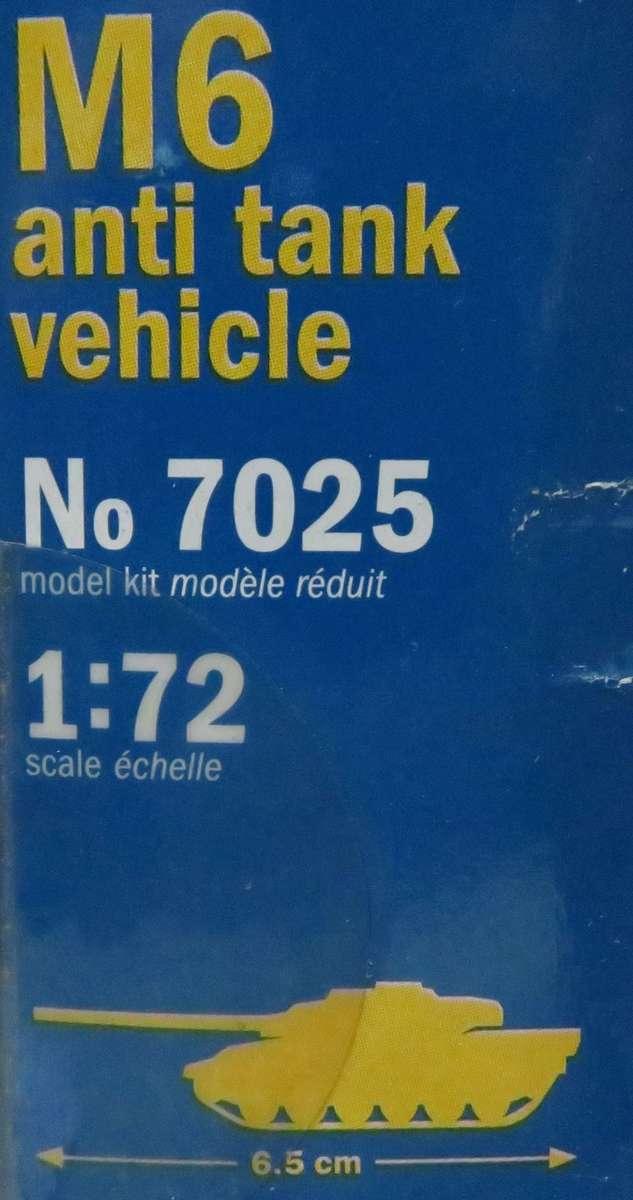 M6
anti tank
vehicle
No 7025
model kit modèle réduit
1:72
scale échelle
6.5 cm